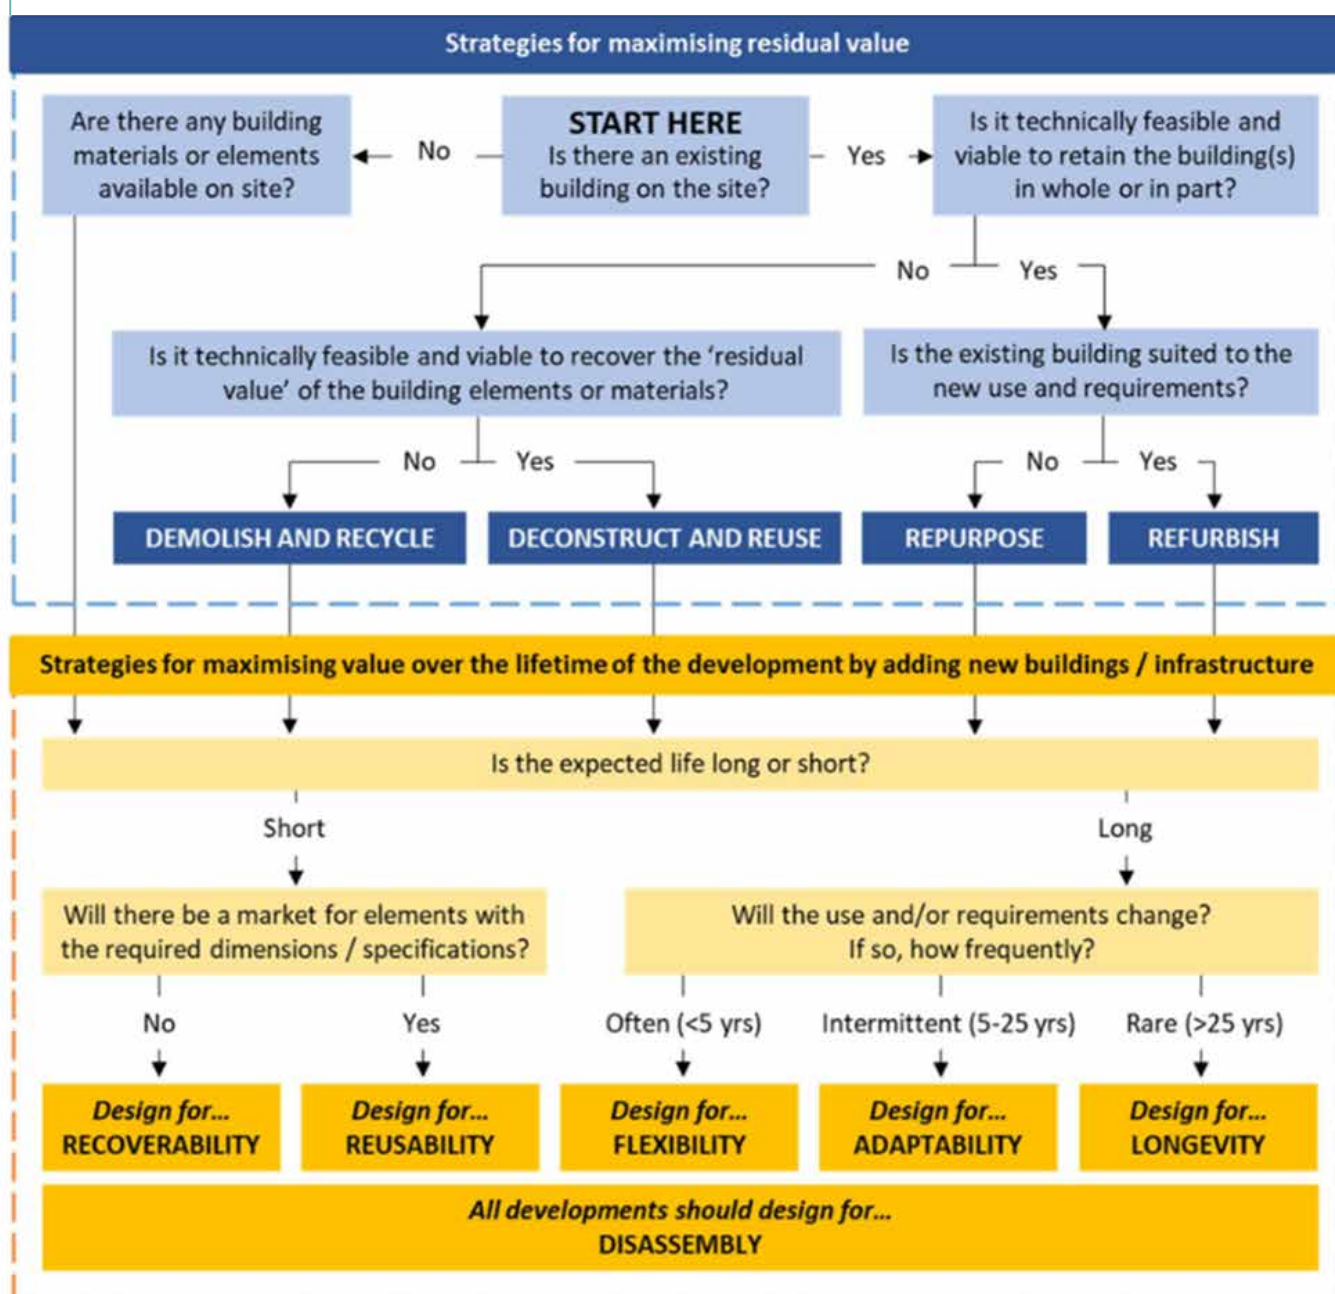 Strategies for maximising residual value
Are there any building
materials or elements
available on site?
No
START HERE
Is there an existing
building on the site?
Yes
Is it technically feasible and
viable to retain the building(s)
in whole or in part?
No
Yes
Is it technically feasible and viable to recover the ‘residual
value’ of the building elements or materials?
Is the existing building suited to the
new use and requirements?
No
Yes
No
Yes
DEMOLISH AND RECYCLE
DECONSTRUCT AND REUSE
REPURPOSE
REFURBISH
Strategies for maximising value over the lifetime of the development by adding new buildings / infrastructure
Is the expected life long or short?
Short
Long
Will there be a market for elements with
the required dimensions / specifications?
Will the use and/or requirements change?
If so, how frequently?
No
Yes
Often (<5 yrs)
Intermittent (5-25 yrs)
Rare (>25 yrs)
Design for...
RECOVERABILITY
Design for...
REUSABILITY
Design for...
FLEXIBILITY
Design for...
ADAPTABILITY
Design for...
LONGEVITY
All developments should design for...
DISASSEMBLY